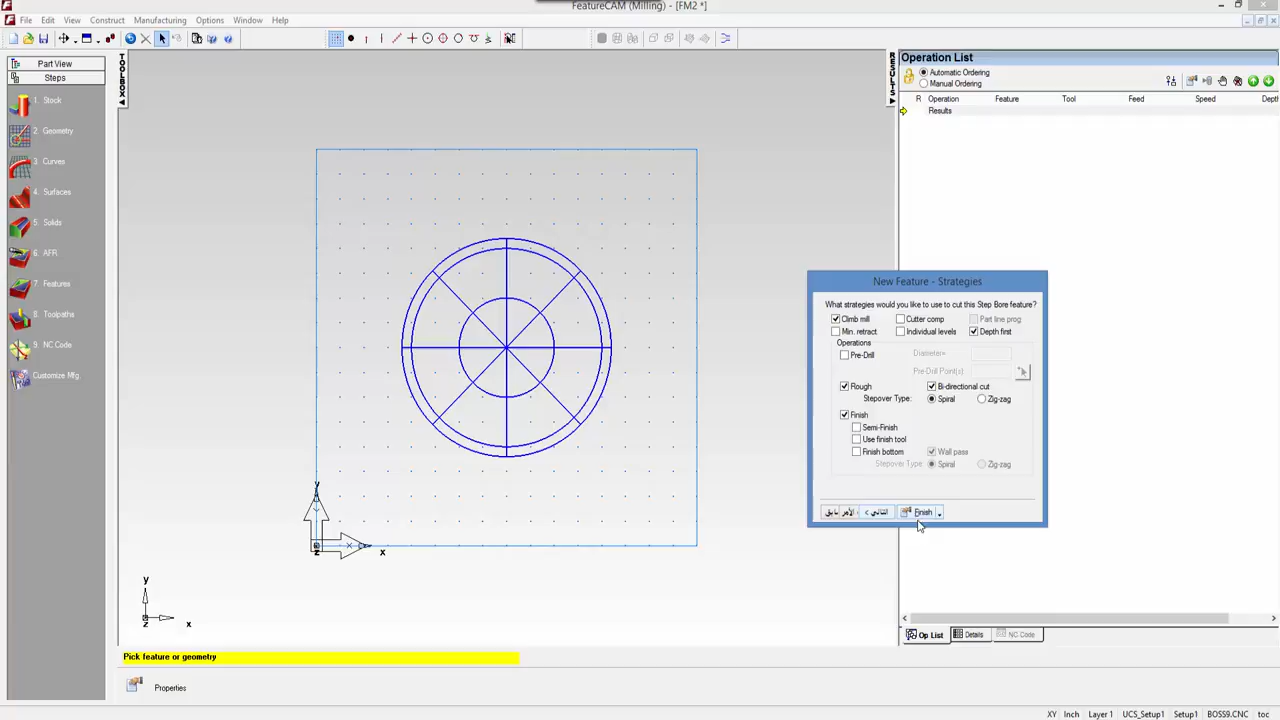 FeatureCAM (Milling) - [FM2 *]
File Edit View Construct Manufacturing Options Window Help
TOOLBOX
RESULTS
Part View
Steps
1. Stock
2. Geometry
3. Curves
4. Surfaces
5 Solids
6. AFR
7 Features
8. Toolpaths
9. NC Code
Customize Mfg.
y
x
z
y
x
z
New Feature - Strategies
What strategies would you like to use to cut this Step Bore feature?
Climb mill Cutter comp Part line prog
Min. retract Individual levels Depth first
Operations
Pre-Drill Diameter=
Pre-Drill Point(s):
Rough Bi-directional cut
Stepover Type: Spiral Zig-zag
Finish
Semi-Finish
Use finish tool
Finish bottom Wall pass
Stepover Type: Spiral Zig-zag
التالي > Finish
Operation List
Automatic Ordering
Manual Ordering
R Operation Feature Tool Feed Speed Depth
Results
Op List Details NC Code
Pick feature or geometry
Properties
XY Inch Layer 1 UCS_Setup1 Setup1 BOSS9.CNC toc